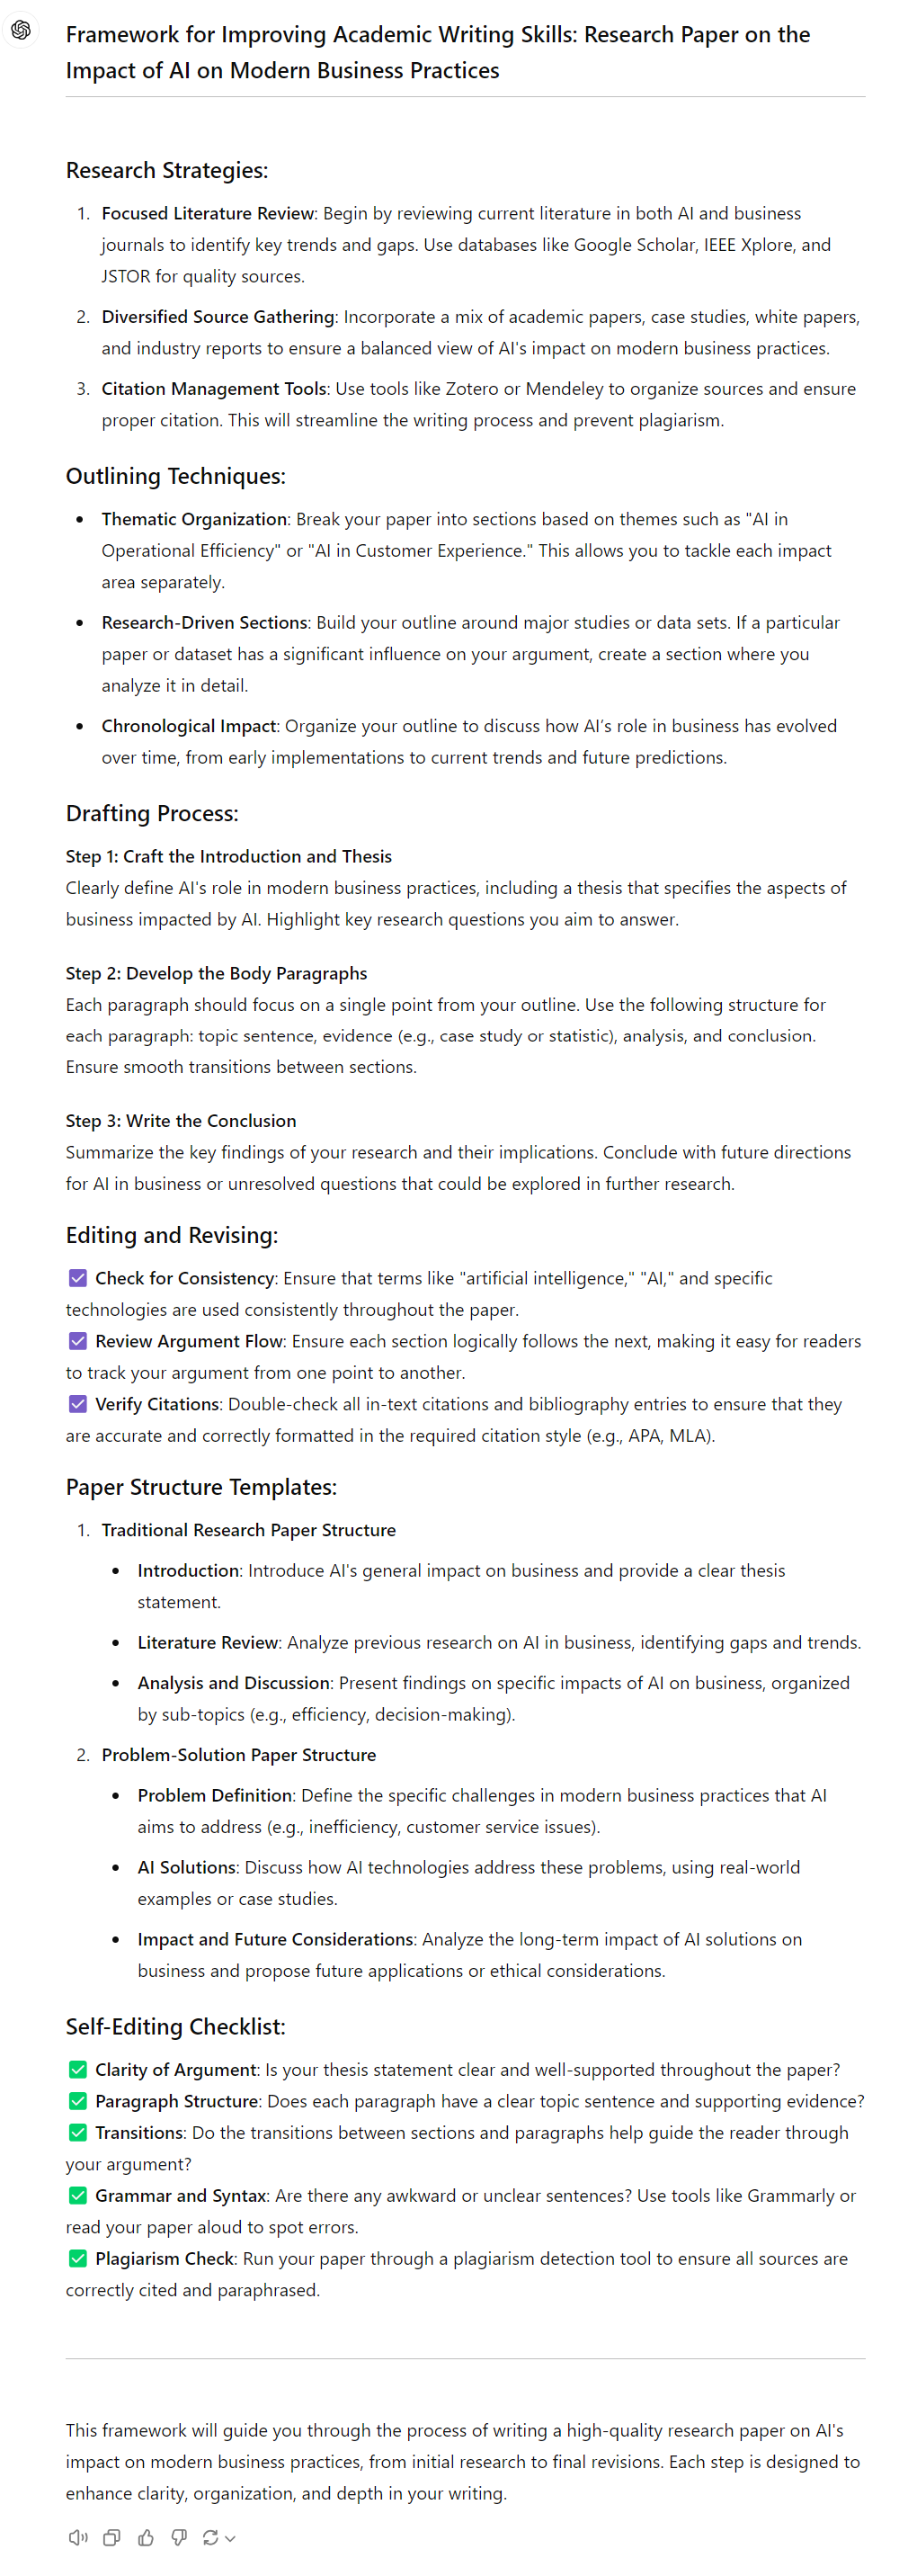 Framework for Improving Academic Writing Skills: Research Paper on the
Impact of AI on Modern Business Practices
Research Strategies:
1. Focused Literature Review: Begin by reviewing current literature in both AI and business
journals to identify key trends and gaps. Use databases like Google Scholar, IEEE Xplore, and
JSTOR for quality sources.
2. Diversified Source Gathering: Incorporate a mix of academic papers, case studies, white papers,
and industry reports to ensure a balanced view of AI's impact on modern business practices.
3. Citation Management Tools: Use tools like Zotero or Mendeley to organize sources and ensure
proper citation. This will streamline the writing process and prevent plagiarism.
Outlining Techniques:
• Thematic Organization: Break your paper into sections based on themes such as "AI in
Operational Efficiency" or "AI in Customer Experience." This allows you to tackle each impact
area separately.
• Research-Driven Sections: Build your outline around major studies or data sets. If a particular
paper or dataset has a significant influence on your argument, create a section where you
analyze it in detail.
• Chronological Impact: Organize your outline to discuss how AI’s role in business has evolved
over time, from early implementations to current trends and future predictions.
Drafting Process:
Step 1: Craft the Introduction and Thesis
Clearly define AI's role in modern business practices, including a thesis that specifies the aspects of
business impacted by AI. Highlight key research questions you aim to answer.
Step 2: Develop the Body Paragraphs
Each paragraph should focus on a single point from your outline. Use the following structure for
each paragraph: topic sentence, evidence (e.g., case study or statistic), analysis, and conclusion.
Ensure smooth transitions between sections.
Step 3: Write the Conclusion
Summarize the key findings of your research and their implications. Conclude with future directions
for AI in business or unresolved questions that could be explored in further research.
Editing and Revising:
☑ Check for Consistency: Ensure that terms like "artificial intelligence," "AI," and specific
technologies are used consistently throughout the paper.
☑ Review Argument Flow: Ensure each section logically follows the next, making it easy for readers
to track your argument from one point to another.
☑ Verify Citations: Double-check all in-text citations and bibliography entries to ensure that they
are accurate and correctly formatted in the required citation style (e.g., APA, MLA).
Paper Structure Templates:
1. Traditional Research Paper Structure
• Introduction: Introduce AI's general impact on business and provide a clear thesis
statement.
• Literature Review: Analyze previous research on AI in business, identifying gaps and trends.
• Analysis and Discussion: Present findings on specific impacts of AI on business, organized
by sub-topics (e.g., efficiency, decision-making).
2. Problem-Solution Paper Structure
• Problem Definition: Define the specific challenges in modern business practices that AI
aims to address (e.g., inefficiency, customer service issues).
• AI Solutions: Discuss how AI technologies address these problems, using real-world
examples or case studies.
• Impact and Future Considerations: Analyze the long-term impact of AI solutions on
business and propose future applications or ethical considerations.
Self-Editing Checklist:
✅ Clarity of Argument: Is your thesis statement clear and well-supported throughout the paper?
✅ Paragraph Structure: Does each paragraph have a clear topic sentence and supporting evidence?
✅ Transitions: Do the transitions between sections and paragraphs help guide the reader through
your argument?
✅ Grammar and Syntax: Are there any awkward or unclear sentences? Use tools like Grammarly or
read your paper aloud to spot errors.
✅ Plagiarism Check: Run your paper through a plagiarism detection tool to ensure all sources are
correctly cited and paraphrased.
This framework will guide you through the process of writing a high-quality research paper on AI's
impact on modern business practices, from initial research to final revisions. Each step is designed to
enhance clarity, organization, and depth in your writing.